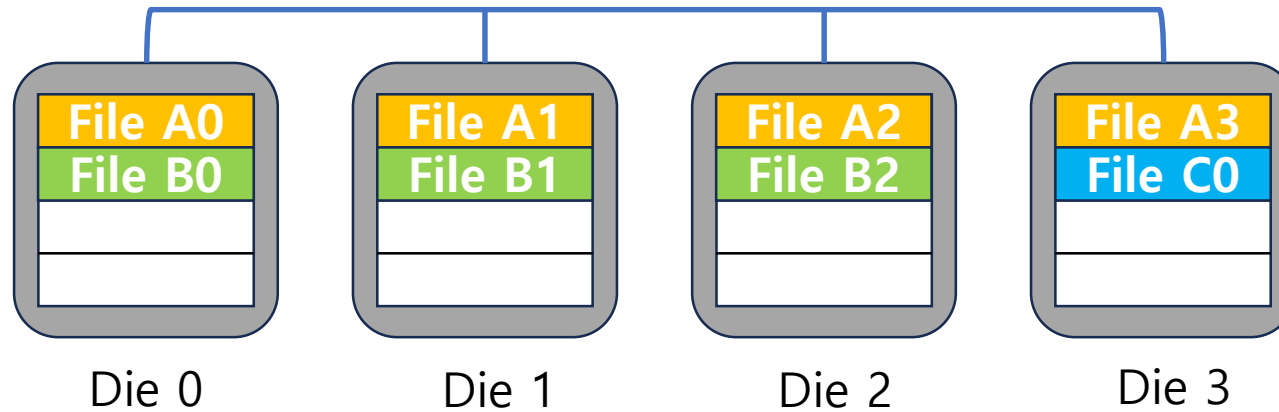 File A0 File A1 File A2 File A3
File B0 File B1 File B2 File C0
Die 0 Die 1 Die 2 Die 3